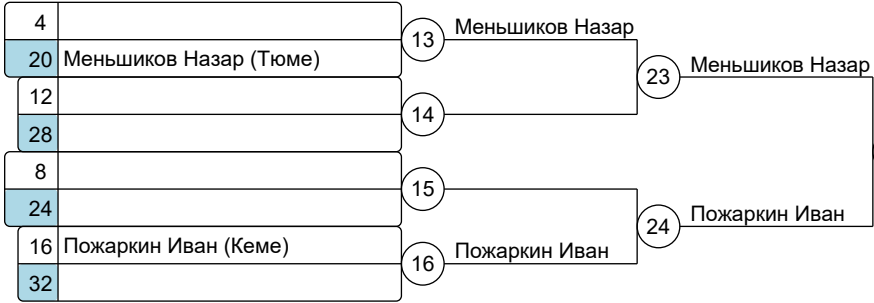 4
13
Меньшиков Назар
20 Меньшиков Назар (Тюме)
23
Меньшиков Назар
12
14
28
8
15
24
24
Пожаркин Иван
16 Пожаркин Иван (Кеме)
16
Пожаркин Иван
32